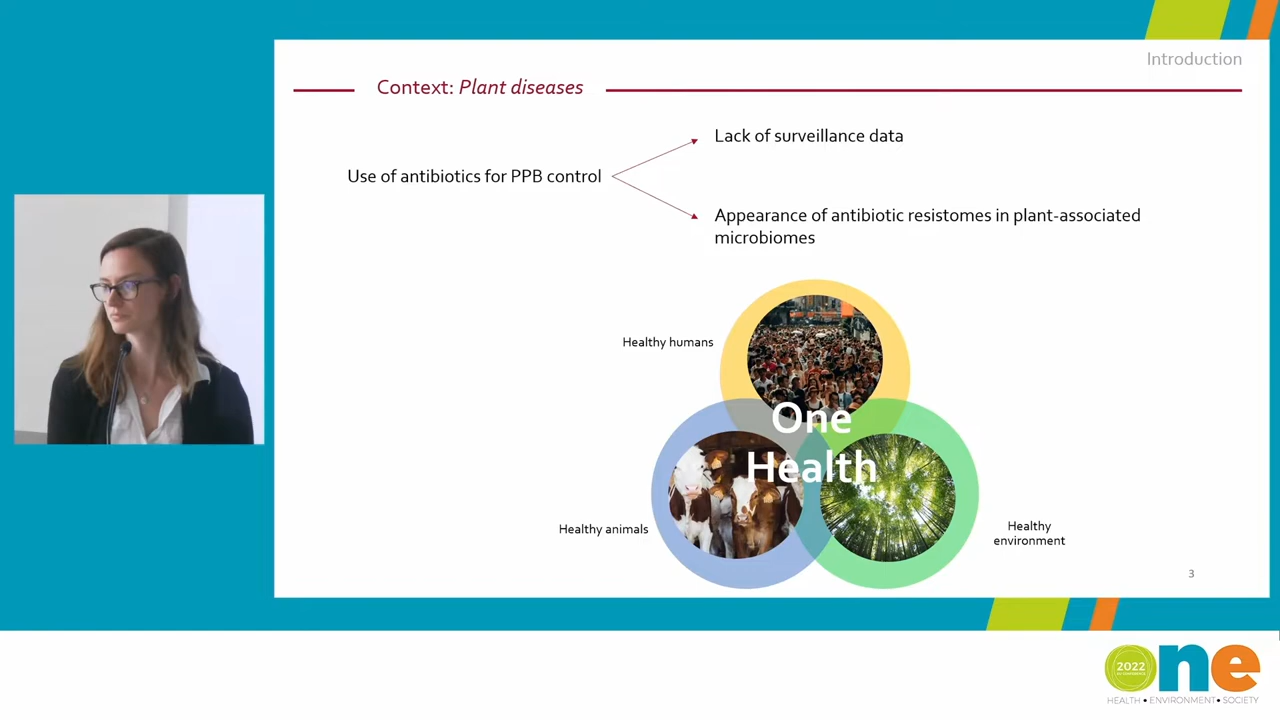 Introduction
Context: Plant diseases
Lack of surveillance data
Use of antibiotics for PPB control
Appearance of antibiotic resistomes in plant-associated
microbiomes
Healthy humans
One
Health
Healthy animals
Healthy
environment
3
2022
one
HEALTH • ENVIRONMENT • SOCIETY